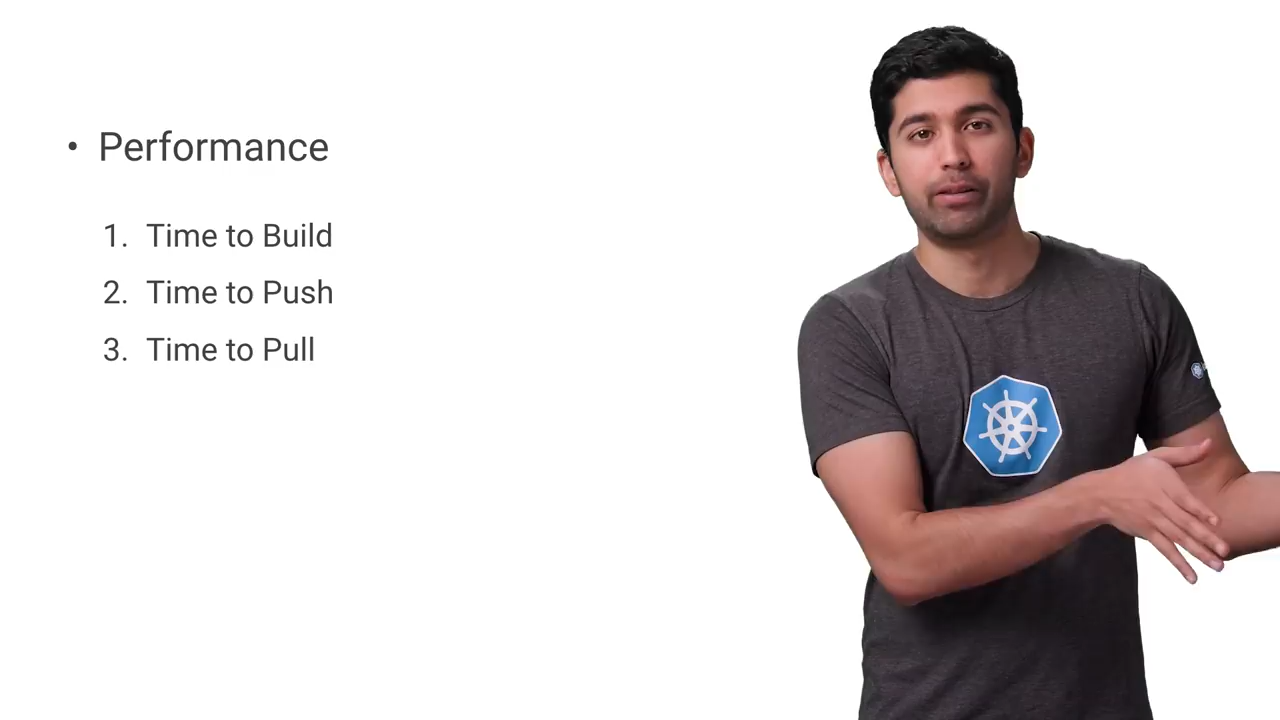 • Performance
1. Time to Build
2. Time to Push
3. Time to Pull